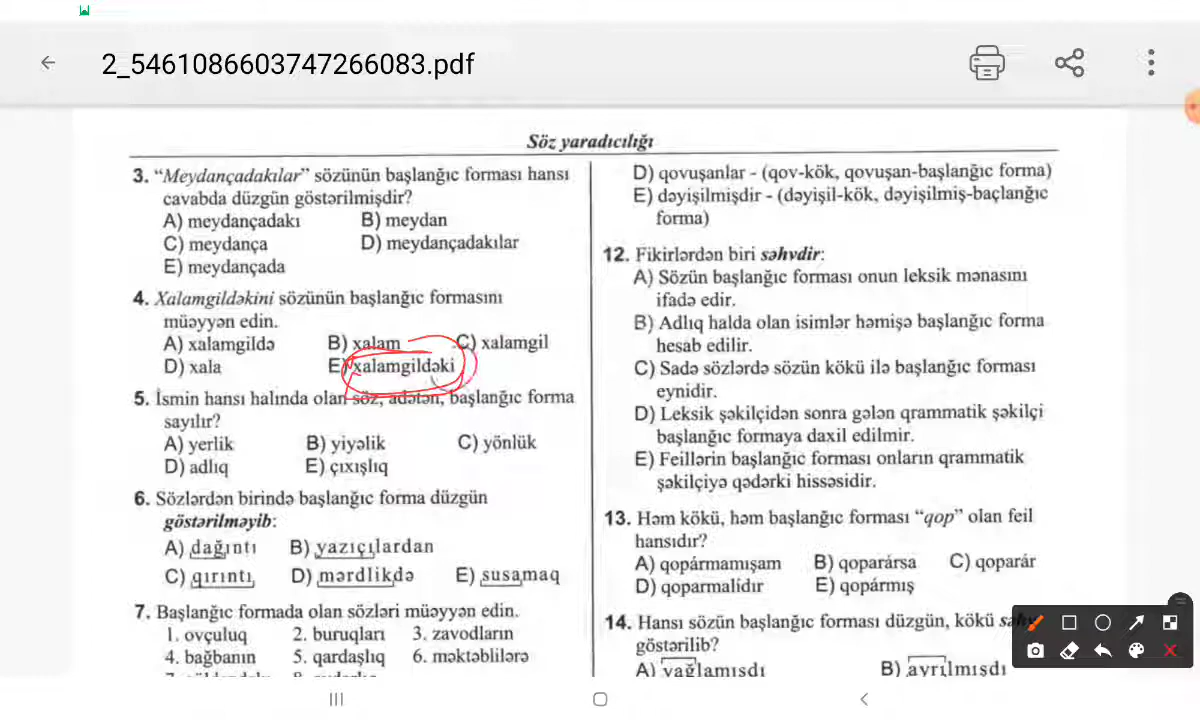 2_5461086603747266083.pdf
Söz yaradıcılığı
3. “Meydançadakılar” sözünün başlanğıc forması hansı
cavabda düzgün göstərilmişdir?
A) meydançadakı B) meydan
C) meydança D) meydançadakılar
E) meydançada
4. Xalamgildəkini sözünün başlanğıc formasını
müəyyən edin.
A) xalamgildə B) xalam C) xalamgil
D) xala E) xalamgildəki
5. İsmin hansı halında olan söz, adətən, başlanğıc forma
sayılır?
A) yerlik B) yiyəlik C) yönlük
D) adlıq E) çıxışlıq
6. Sözlərdən birində başlanğıc forma düzgün
göstərilməyib:
A) dağıntı B) yazıçılardan
C) qırıntı D) mərdlikdə E) susamaq
7. Başlanğıc formada olan sözləri müəyyən edin.
1. ovçuluq 2. buruqları 3. zavodların
4. bağbanın 5. qardaşlıq 6. məktəblilərə
D) qovuşanlar - (qov-kök, qovuşan-başlanğıc forma)
E) dəyişilmişdir - (dəyişil-kök, dəyişilmiş-baçlanğıc
forma)
12. Fikirlərdən biri səhvdir:
A) Sözün başlanğıc forması onun leksik mənasını
ifadə edir.
B) Adlıq halda olan isimlər həmişə başlanğıc forma
hesab edilir.
C) Sadə sözlərdə sözün kökü ilə başlanğıc forması
eynidir.
D) Leksik şəkilçidən sonra gələn qrammatik şəkilçi
başlanğıc formaya daxil edilmir.
E) Feillərin başlanğıc forması onların qrammatik
şəkilçiyə qədərki hissəsidir.
13. Həm kökü, həm başlanğıc forması “qop” olan feil
hansıdır?
A) qopármamışam B) qoparársa C) qoparár
D) qoparmalídır E) qopármış
14. Hansı sözün başlanğıc forması düzgün, kökü
göstərilib?
A) yağlamışdı B) ayrılmışdı